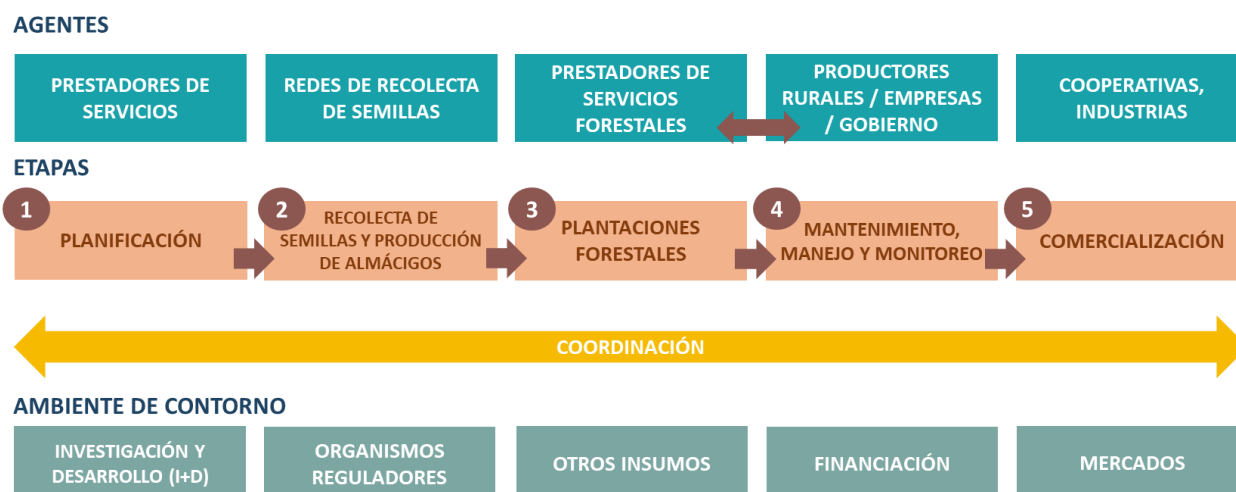 AGENTES
PRESTADORES DE
SERVICIOS
REDES DE RECOLECTA
DE SEMILLAS
PRESTADORES DE
SERVICIOS
FORESTALES
PRODUCTORES
RURALES / EMPRESAS
/ GOBIERNO
COOPERATIVAS,
INDUSTRIAS
ETAPAS
1
PLANIFICACIÓN
2
RECOLECTA DE
SEMILLAS Y PRODUCCIÓN
DE ALMÁCIGOS
3
PLANTACIONES
FORESTALES
4
MANTENIMIENTO,
MANEJO Y MONITOREO
5
COMERCIALIZACIÓN
COORDINACIÓN
AMBIENTE DE CONTORNO
INVESTIGACIÓN Y
DESARROLLO (I+D)
ORGANISMOS
REGULADORES
OTROS INSUMOS
FINANCIACIÓN
MERCADOS